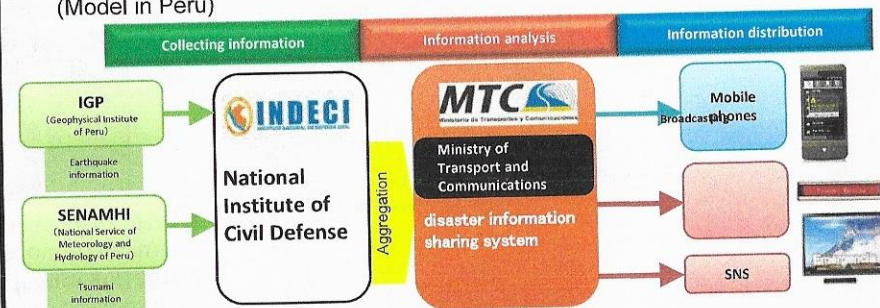 (Model in Peru)
Collecting information
Information analysis
Information distribution
IGP
(Geophysical Institute
of Peru)
Earthquake
information
SENAMHI
(National Service of
Meteorology and
Hydrology of Peru)
Tsunami
information
INDECI
National
Institute of
Civil Defense
Aggregation
MTC
Ministerio de Transportes y Comunicaciones
Ministry of
Transport and
Communications
disaster information
sharing system
Mobile
phones
Broadcasting
SNS
Emergencia